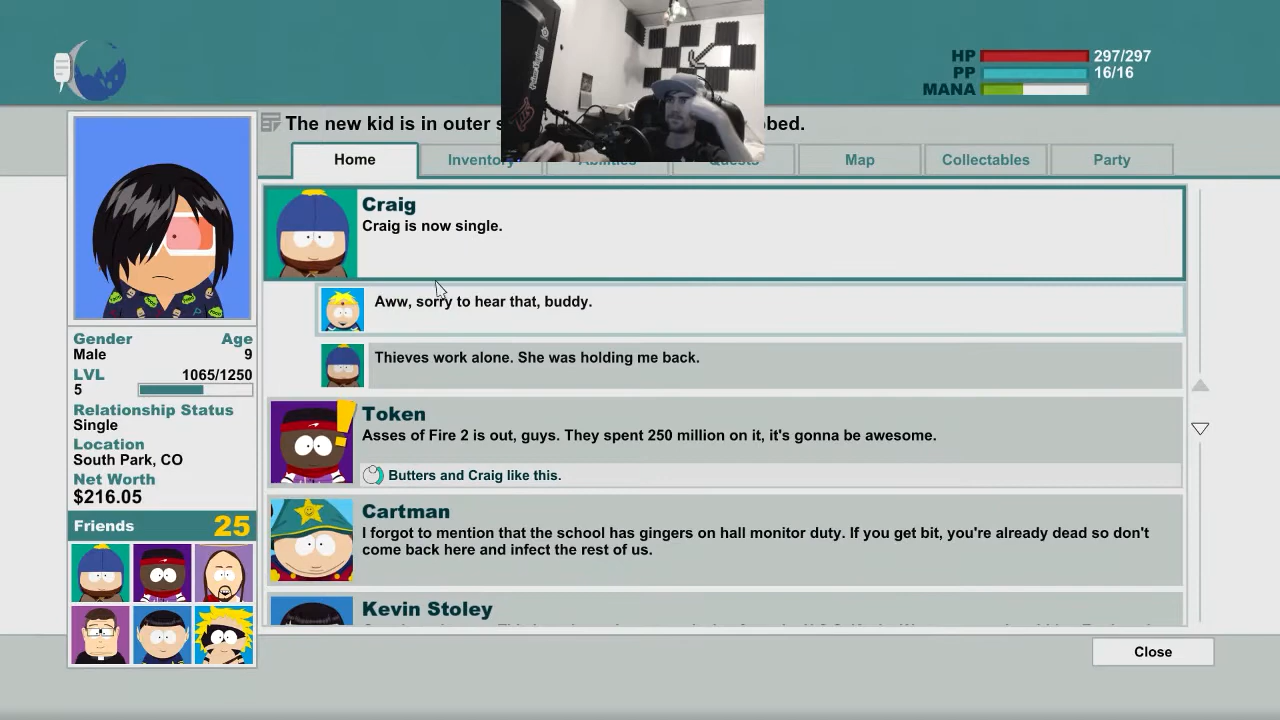 HP 297/297
PP 16/16
MANA
The new kid is in outer s
bbed.
Home
Inventory
Abilities
Quests
Map
Collectables
Party
Craig
Craig is now single.
Aww, sorry to hear that, buddy.
Thieves work alone. She was holding me back.
Token
Asses of Fire 2 is out, guys. They spent 250 million on it, it's gonna be awesome.
Butters and Craig like this.
Cartman
I forgot to mention that the school has gingers on hall monitor duty. If you get bit, you're already dead so don't
come back here and infect the rest of us.
Kevin Stoley
Gender Age
Male 9
LVL 1065/1250
5
Relationship Status
Single
Location
South Park, CO
Net Worth
$216.05
Friends 25
Close